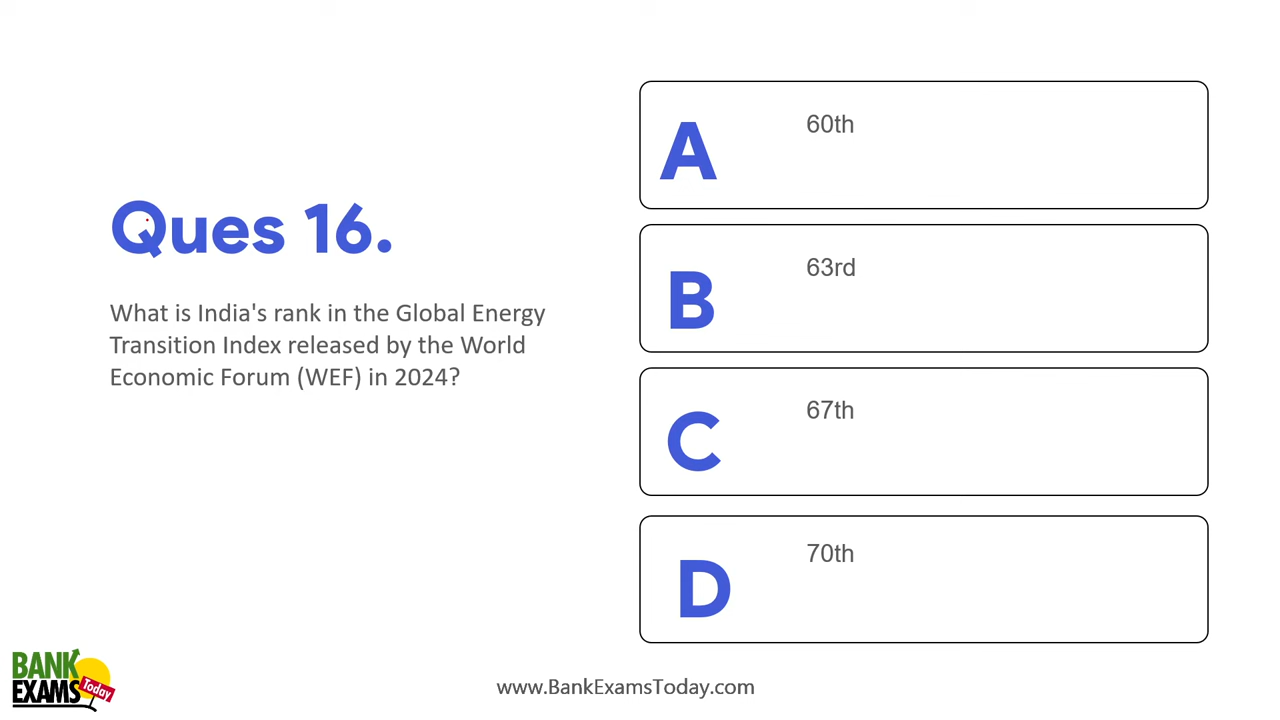 Ques 16.
What is India's rank in the Global Energy
Transition Index released by the World
Economic Forum (WEF) in 2024?
A
60th
B
63rd
C
67th
D
70th
BANK
EXAMS
Today
www.BankExamsToday.com